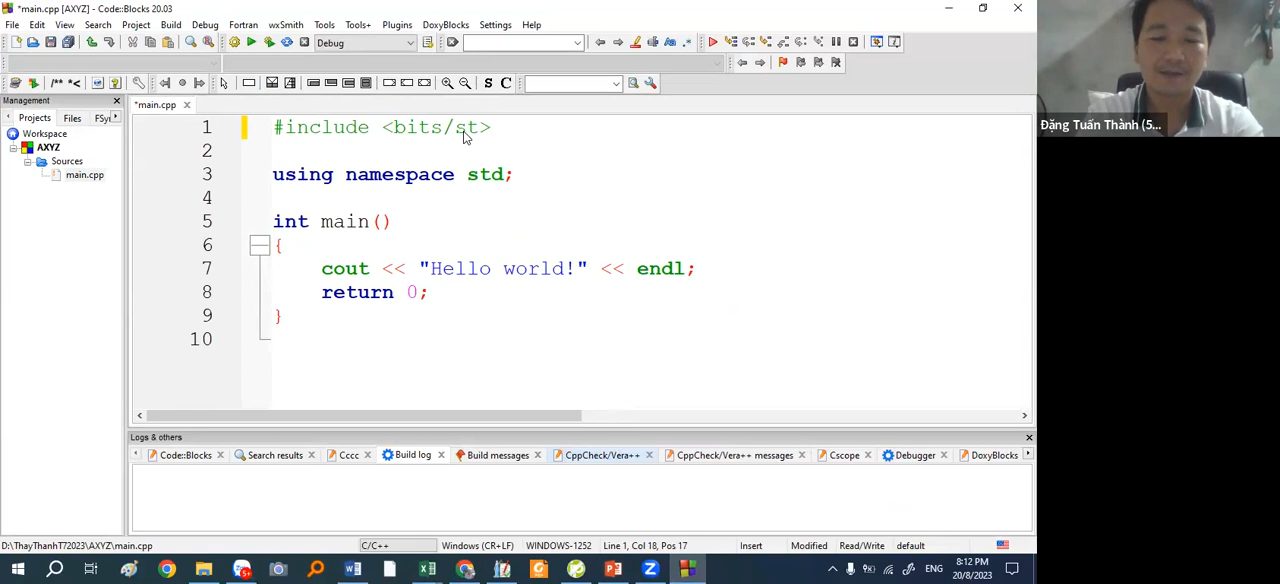 *main.cpp [AXYZ] - Code::Blocks 20.03
File Edit View Search Project Build Debug Fortran wxSmith Tools Tools+ Plugins DoxyBlocks Settings Help
Debug
/** *<
S C
Management
Projects Files FSyn
Workspace
AXYZ
Sources
main.cpp
*main.cpp
1 #include <bits/st>
2
3 using namespace std;
4
5 int main()
6 {
7 cout << "Hello world!" << endl;
8 return 0;
9 }
10
Đặng Tuấn Thành (5...
Logs & others
Code::Blocks Search results Cccc Build log Build messages CppCheck/Vera++ CppCheck/Vera++ messages Cscope Debugger DoxyBlocks
D:\ThayThanhT72023\AXYZ\main.cpp C/C++ Windows (CR+LF) WINDOWS-1252 Line 1, Col 18, Pos 17 Insert Modified Read/Write default
ENG
8:12 PM
20/8/2023